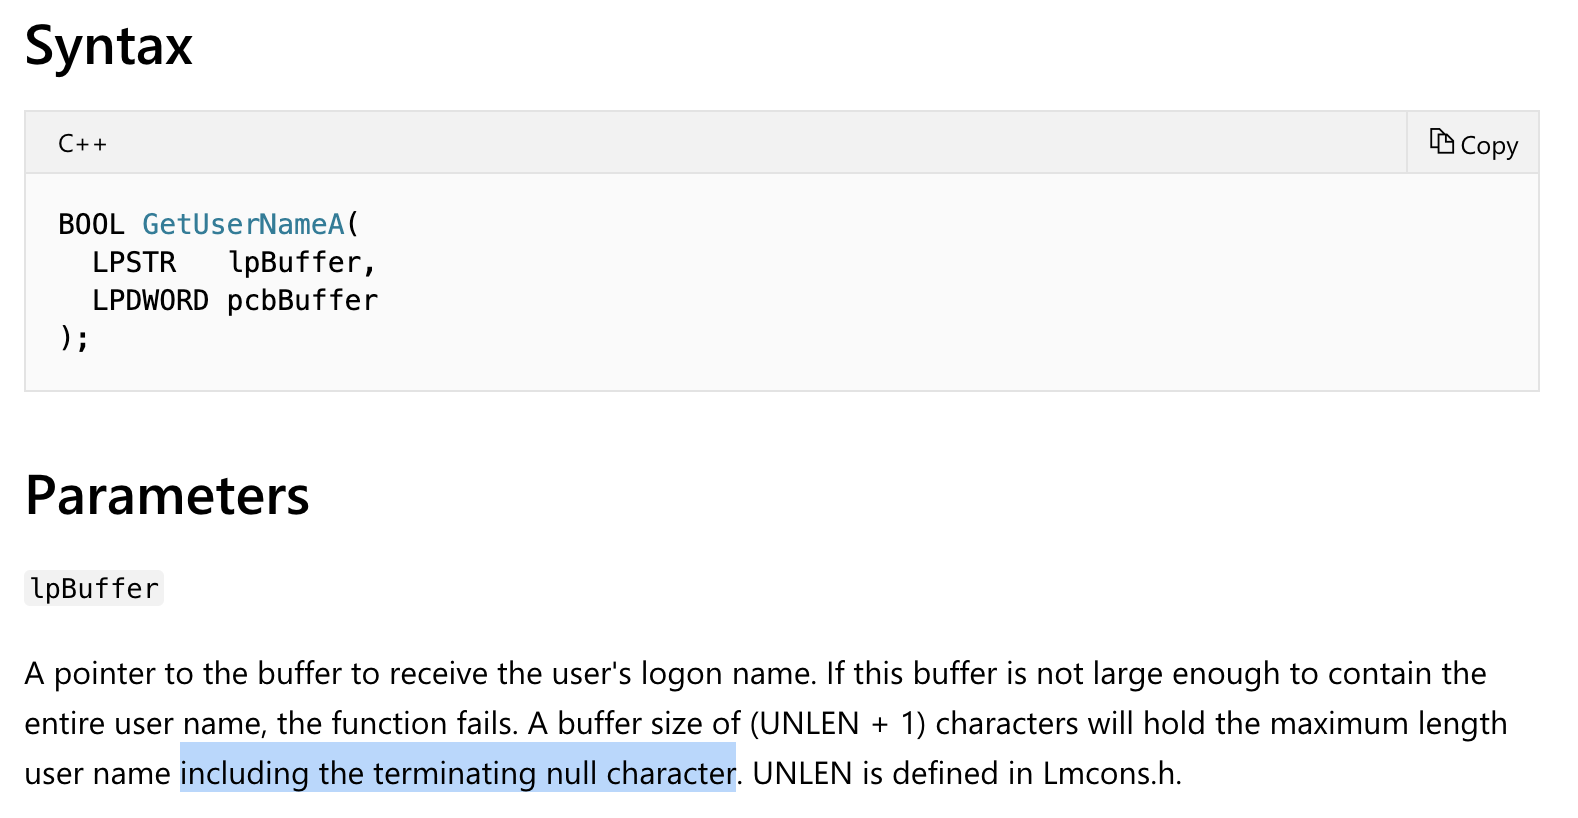 Syntax
C++
Copy
BOOL GetUserNameA(
  LPSTR   lpBuffer,
  LPDWORD pcbBuffer
);
Parameters
lpBuffer
A pointer to the buffer to receive the user's logon name. If this buffer is not large enough to contain the
entire user name, the function fails. A buffer size of (UNLEN + 1) characters will hold the maximum length
user name including the terminating null character. UNLEN is defined in Lmcons.h.